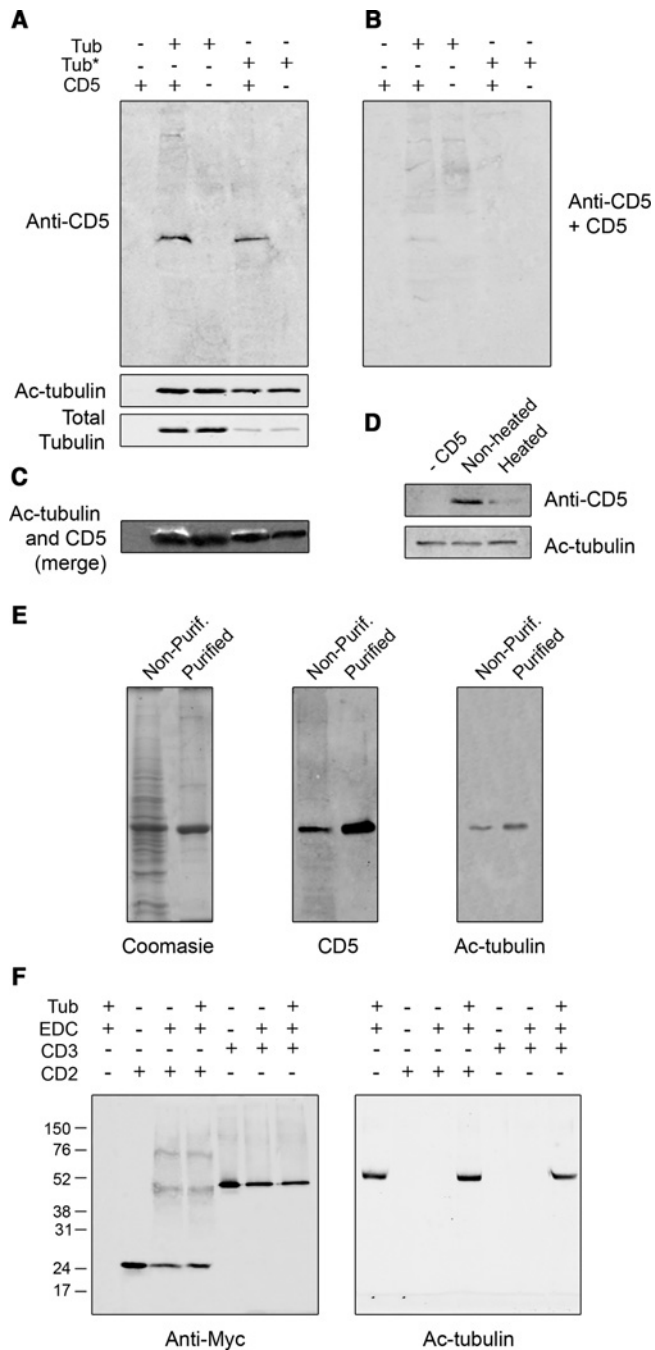 A
Tub - + + - -
Tub* - - - + +
CD5 + + - + -
Anti-CD5
Ac-tubulin
Total
Tubulin
B
- + + - -
- - - + +
+ + - + -
Anti-CD5
+ CD5
C
Ac-tubulin
and CD5
(merge)
D
- CD5 Non-heated Heated
Anti-CD5
Ac-tubulin
E
Non-Purif. Purified Non-Purif. Purified Non-Purif. Purified
Coomasie CD5 Ac-tubulin
F
Tub + - - + - - + + - - + - - +
EDC + - + + - + + + - + + - + +
CD3 - - - - + + + - - - - + + +
CD2 - + + + - - - - + + + - - -
150
76
52
38
31
24
17
Anti-Myc Ac-tubulin